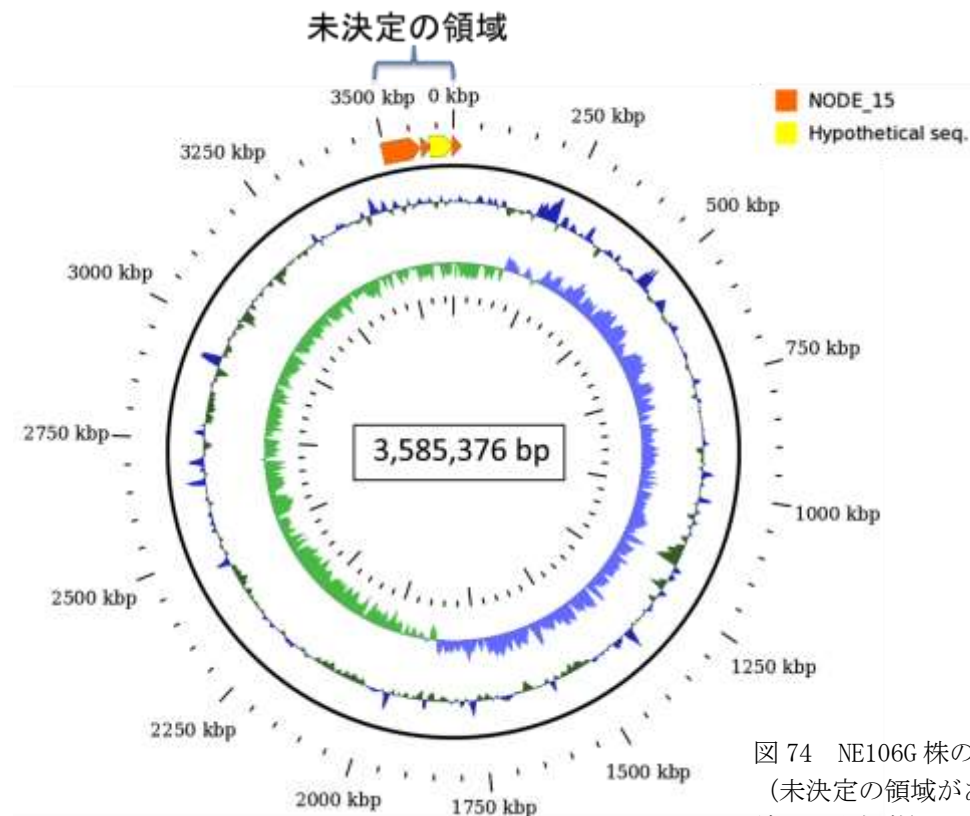 未決定の領域
3500 kbp
0 kbp
250 kbp
500 kbp
750 kbp
1000 kbp
1250 kbp
1500 kbp
1750 kbp
2000 kbp
2250 kbp
2500 kbp
2750 kbp
3000 kbp
3250 kbp
NODE_15
Hypothetical seq.
3,585,376 bp
図 74 NE106G 株の
(未決定の領域が